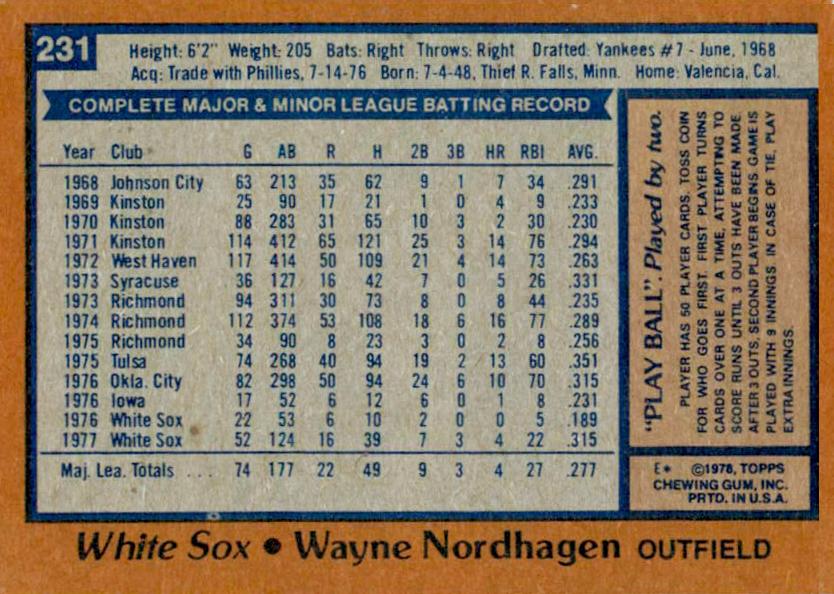 231
Height: 6'2" Weight: 205 Bats: Right Throws: Right Drafted: Yankees #7 - June, 1968
Acq: Trade with Phillies, 7-14-76 Born: 7-4-48, Thief R. Falls, Minn. Home: Valencia, Cal.
COMPLETE MAJOR & MINOR LEAGUE BATTING RECORD
Year Club G AB R H 2B 3B HR RBI AVG.
1968 Johnson City 63 213 35 62 9 1 7 34 .291
1969 Kinston 25 90 17 21 1 0 4 9 .233
1970 Kinston 88 283 31 65 10 3 2 30 .230
1971 Kinston 114 412 65 121 25 3 14 76 .294
1972 West Haven 117 414 50 109 21 4 14 73 .263
1973 Syracuse 36 127 16 42 7 0 5 26 .331
1973 Richmond 94 311 30 73 8 0 8 44 .235
1974 Richmond 112 374 53 108 18 6 16 77 .289
1975 Richmond 34 90 8 23 3 0 2 8 .256
1975 Tulsa 74 268 40 94 19 2 13 60 .351
1976 Okla. City 82 298 50 94 24 6 10 70 .315
1976 Iowa 17 52 6 12 6 0 1 8 .231
1976 White Sox 22 53 6 10 2 0 0 5 .189
1977 White Sox 52 124 16 39 7 3 4 22 .315
Maj. Lea. Totals ... 74 177 22 49 9 3 4 27 .277
"PLAY BALL". Played by two.
PLAYER HAS 50 PLAYER CARDS. TOSS COIN
FOR WHO GOES FIRST. FIRST PLAYER TURNS
CARDS OVER ONE AT A TIME, ATTEMPTING TO
SCORE RUNS UNTIL 3 OUTS HAVE BEEN MADE.
AFTER 3 OUTS, SECOND PLAYER BEGINS. GAME IS
PLAYED WITH 9 INNINGS. IN CASE OF TIE, PLAY
EXTRA INNINGS.
E* ©1978, TOPPS
CHEWING GUM, INC.
PRTD. IN U.S.A.
White Sox • Wayne Nordhagen OUTFIELD